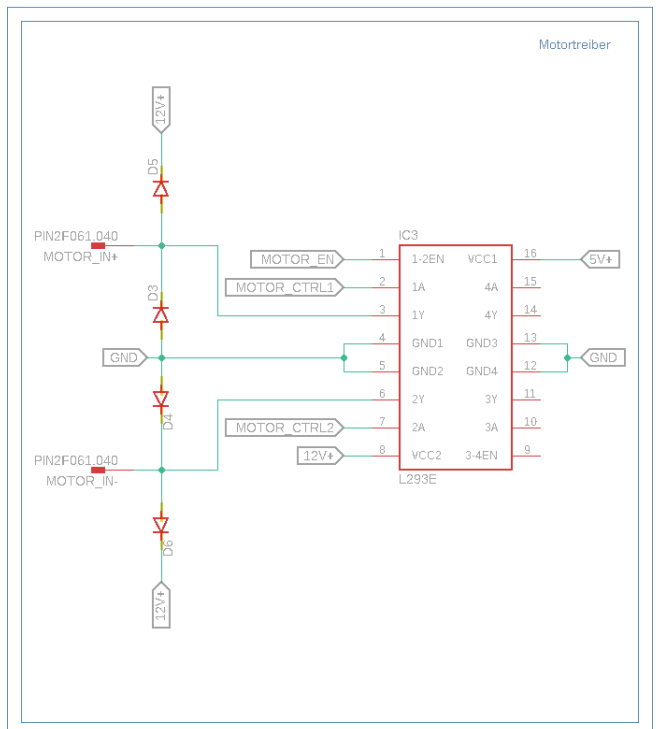 Motortreiber
12V+
D5
PIN2F061.040
MOTOR_IN+
D3
GND
D4
PIN2F061.040
MOTOR_IN-
D6
12V+
IC3
MOTOR_EN 1 1-2EN VCC1 16 5V+
MOTOR_CTRL1 2 1A 4A 15
3 1Y 4Y 14
4 GND1 GND3 13
GND
5 GND2 GND4 12
6 2Y 3Y 11
MOTOR_CTRL2 7 2A 3A 10
12V+ 8 VCC2 3-4EN 9
L293E